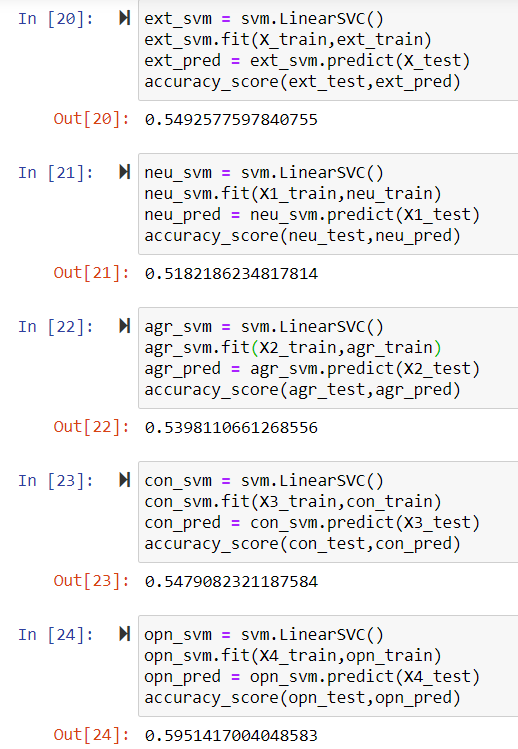 In [20]: ext_svm = svm.LinearSVC()
ext_svm.fit(X_train,ext_train)
ext_pred = ext_svm.predict(X_test)
accuracy_score(ext_test,ext_pred)
Out[20]: 0.5492577597840755
In [21]: neu_svm = svm.LinearSVC()
neu_svm.fit(X1_train,neu_train)
neu_pred = neu_svm.predict(X1_test)
accuracy_score(neu_test,neu_pred)
Out[21]: 0.5182186234817814
In [22]: agr_svm = svm.LinearSVC()
agr_svm.fit(X2_train,agr_train)
agr_pred = agr_svm.predict(X2_test)
accuracy_score(agr_test,agr_pred)
Out[22]: 0.5398110661268556
In [23]: con_svm = svm.LinearSVC()
con_svm.fit(X3_train,con_train)
con_pred = con_svm.predict(X3_test)
accuracy_score(con_test,con_pred)
Out[23]: 0.5479082321187584
In [24]: opn_svm = svm.LinearSVC()
opn_svm.fit(X4_train,opn_train)
opn_pred = opn_svm.predict(X4_test)
accuracy_score(opn_test,opn_pred)
Out[24]: 0.5951417004048583